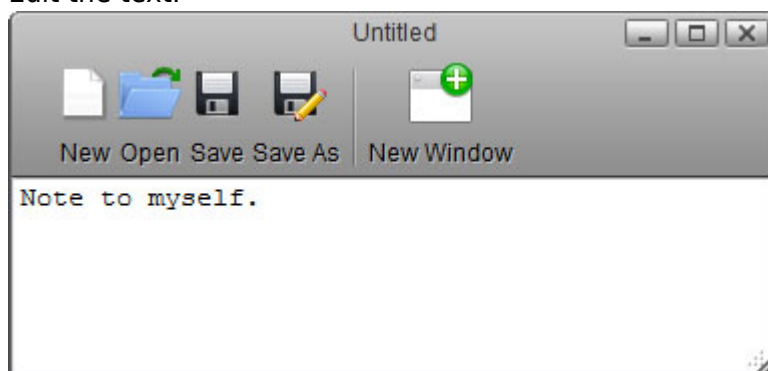 Edit the text.
Untitled
New Open Save Save As New Window
Note to myself.